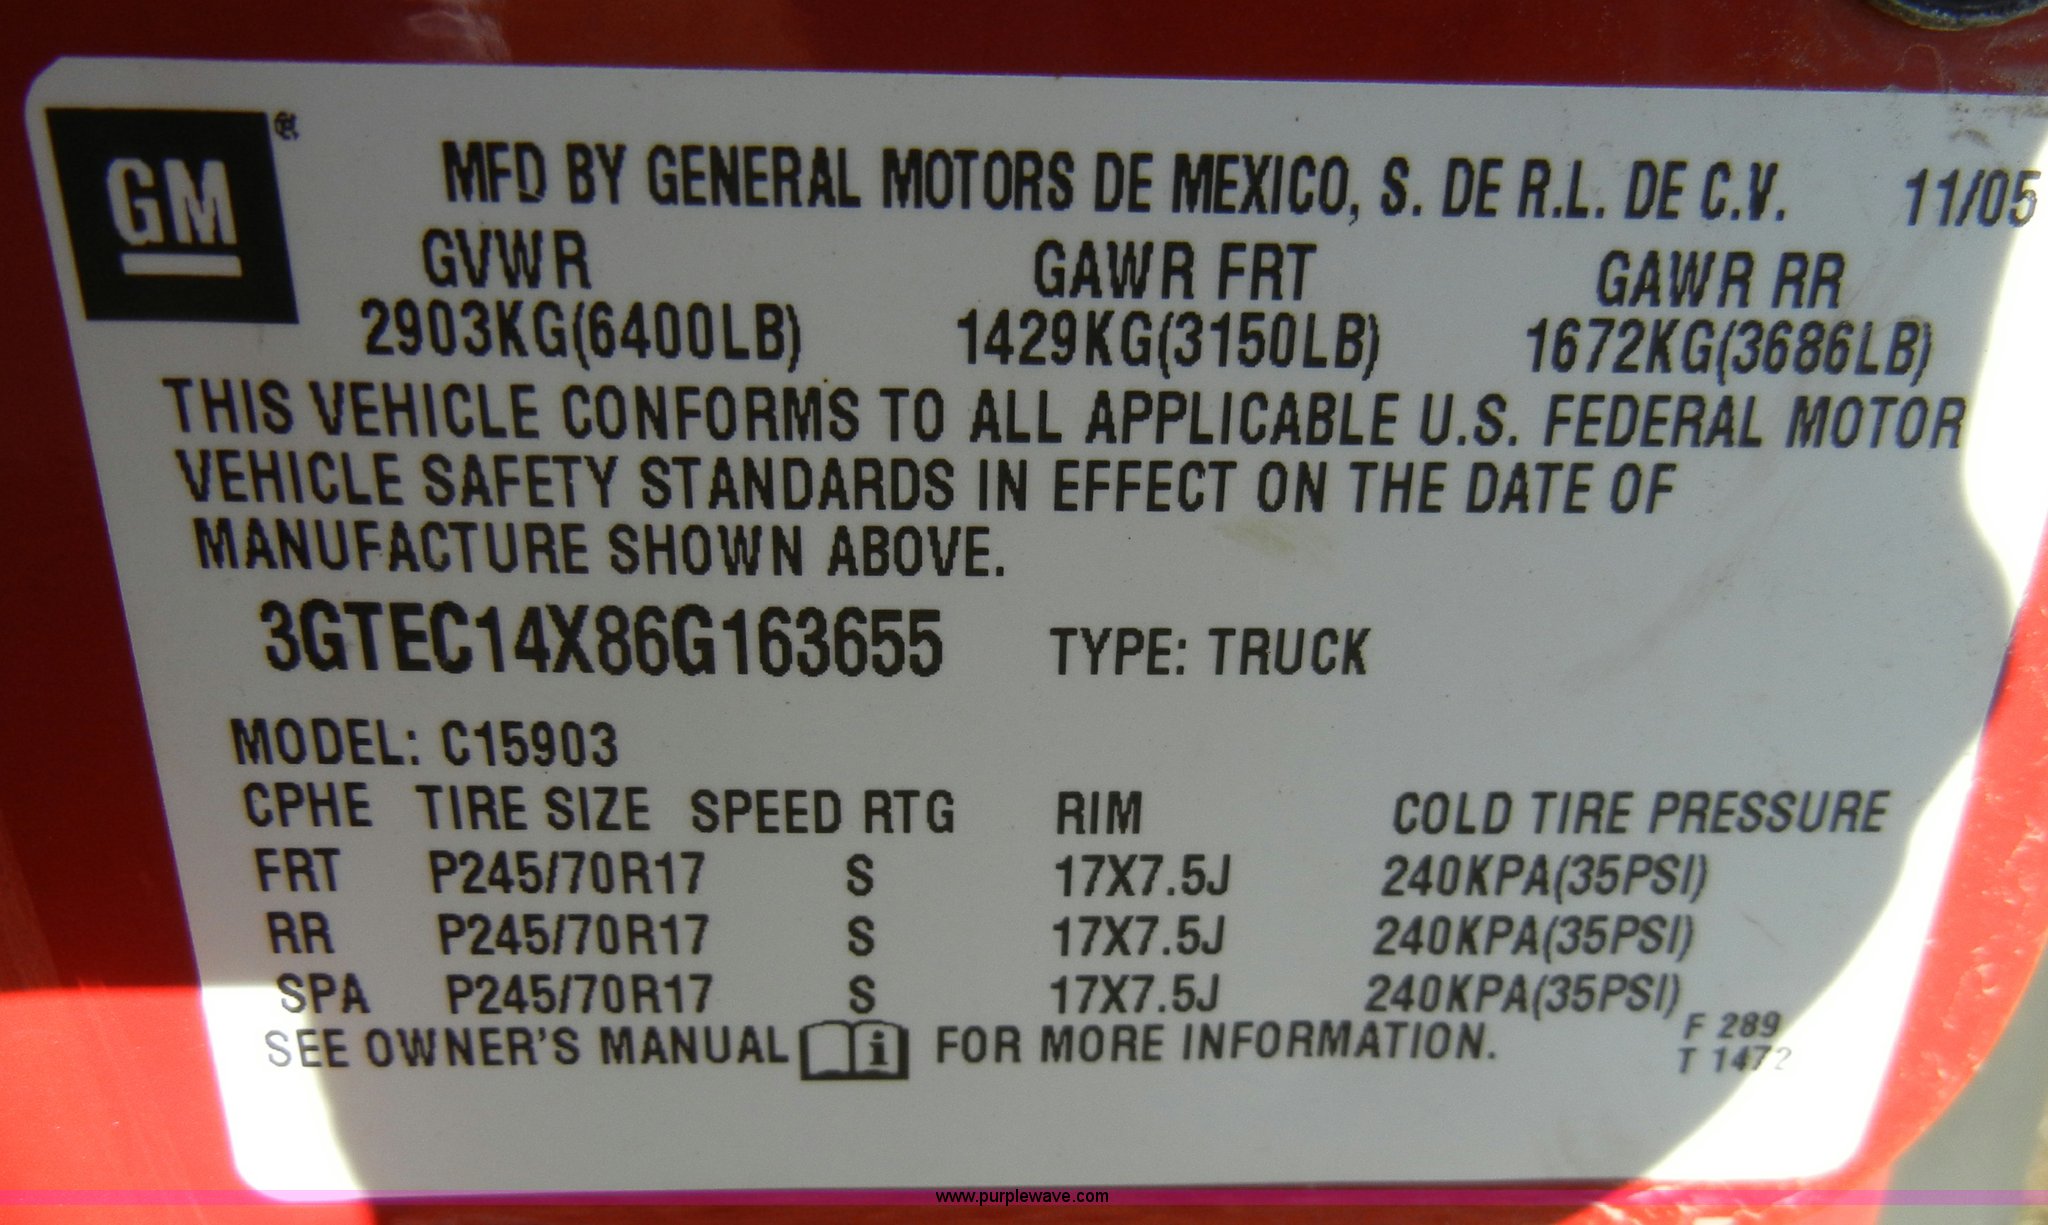 GM ®
MFD BY GENERAL MOTORS DE MEXICO, S. DE R.L. DE C.V. 11/05
GVWR GAWR FRT GAWR RR
2903KG(6400LB) 1429KG(3150LB) 1672KG(3686LB)
THIS VEHICLE CONFORMS TO ALL APPLICABLE U.S. FEDERAL MOTOR
VEHICLE SAFETY STANDARDS IN EFFECT ON THE DATE OF
MANUFACTURE SHOWN ABOVE.
3GTEC14X86G163655 TYPE: TRUCK
MODEL: C15903
CPHE TIRE SIZE SPEED RTG RIM COLD TIRE PRESSURE
FRT P245/70R17 S 17X7.5J 240KPA(35PSI)
RR P245/70R17 S 17X7.5J 240KPA(35PSI)
SPA P245/70R17 S 17X7.5J 240KPA(35PSI)
SEE OWNER'S MANUAL i FOR MORE INFORMATION.
F 289
T 1472
www.purplewave.com